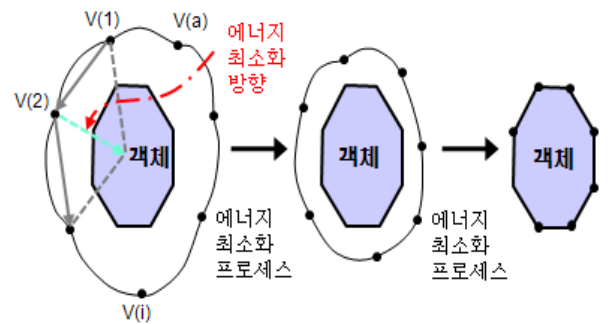 V(1)
V(a)
에너지
최소화
방향
V(2)
객체
에너지
최소화
프로세스
V(i)
객체
에너지
최소화
프로세스
객체